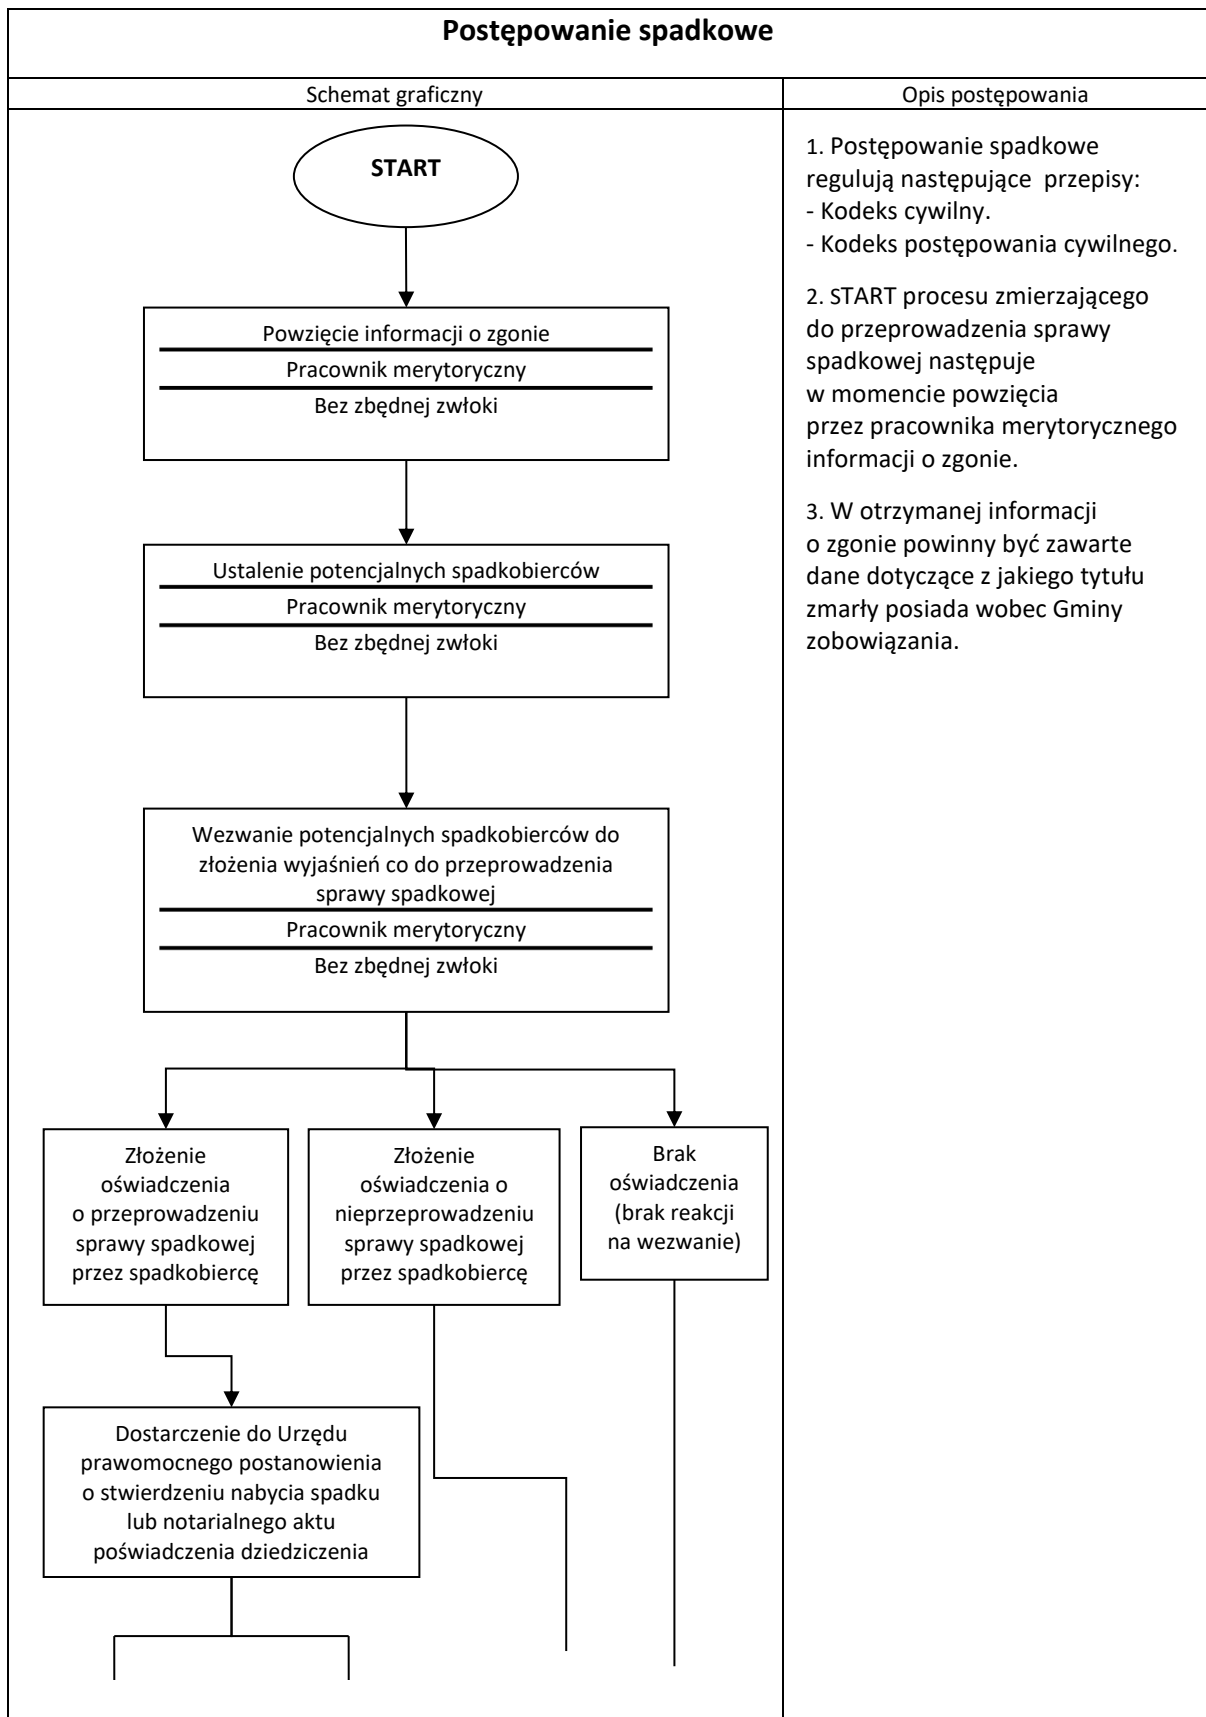 Postępowanie spadkowe
Schemat graficzny
Opis postępowania
START
Powzięcie informacji o zgonie
Pracownik merytoryczny
Bez zbędnej zwłoki
Ustalenie potencjalnych spadkobierców
Pracownik merytoryczny
Bez zbędnej zwłoki
Wezwanie potencjalnych spadkobierców do
złożenia wyjaśnień co do przeprowadzenia
sprawy spadkowej
Pracownik merytoryczny
Bez zbędnej zwłoki
Złożenie
oświadczenia
o przeprowadzeniu
sprawy spadkowej
przez spadkobiercę
Złożenie
oświadczenia o
nieprzeprowadzeniu
sprawy spadkowej
przez spadkobiercę
Brak
oświadczenia
(brak reakcji
na wezwanie)
Dostarczenie do Urzędu
prawomocnego postanowienia
o stwierdzeniu nabycia spadku
lub notarialnego aktu
poświadczenia dziedziczenia
1. Postępowanie spadkowe
regulują następujące przepisy:
- Kodeks cywilny.
- Kodeks postępowania cywilnego.
2. START procesu zmierzającego
do przeprowadzenia sprawy
spadkowej następuje
w momencie powzięcia
przez pracownika merytorycznego
informacji o zgonie.
3. W otrzymanej informacji
o zgonie powinny być zawarte
dane dotyczące z jakiego tytułu
zmarły posiada wobec Gminy
zobowiązania.